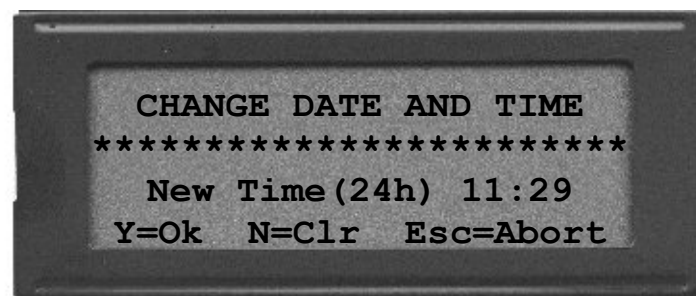 CHANGE DATE AND TIME
************************
New Time(24h) 11:29
Y=Ok N=Clr Esc=Abort